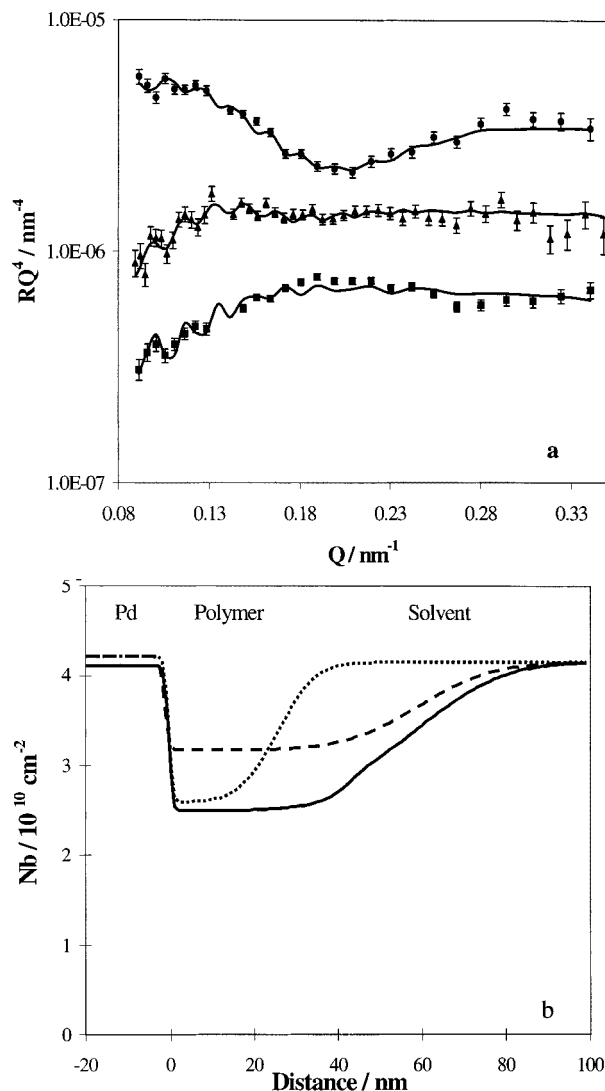 1.0E-05
1.0E-06
1.0E-07
RQ⁴ / nm⁻⁴
a
0.08 0.13 0.18 0.23 0.28 0.33
Q / nm⁻¹
5
4
3
2
1
0
Nb / 10¹⁰ cm⁻²
Pd Polymer Solvent
b
-20 0 20 40 60 80 100
Distance / nm